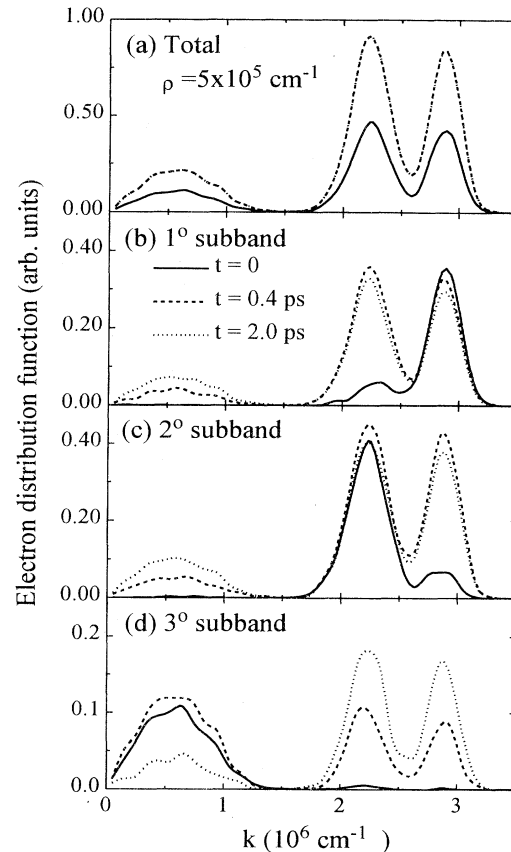 1.00
(a) Total
ρ =5x10⁵ cm⁻¹
0.50
0.00
(b) 1° subband
0.40
t = 0
t = 0.4 ps
0.20
t = 2.0 ps
0.00
(c) 2° subband
0.40
0.20
0.00
(d) 3° subband
0.2
0.1
0.0
0 1 2 3
k (10⁶ cm⁻¹ )
Electron distribution function (arb. units)